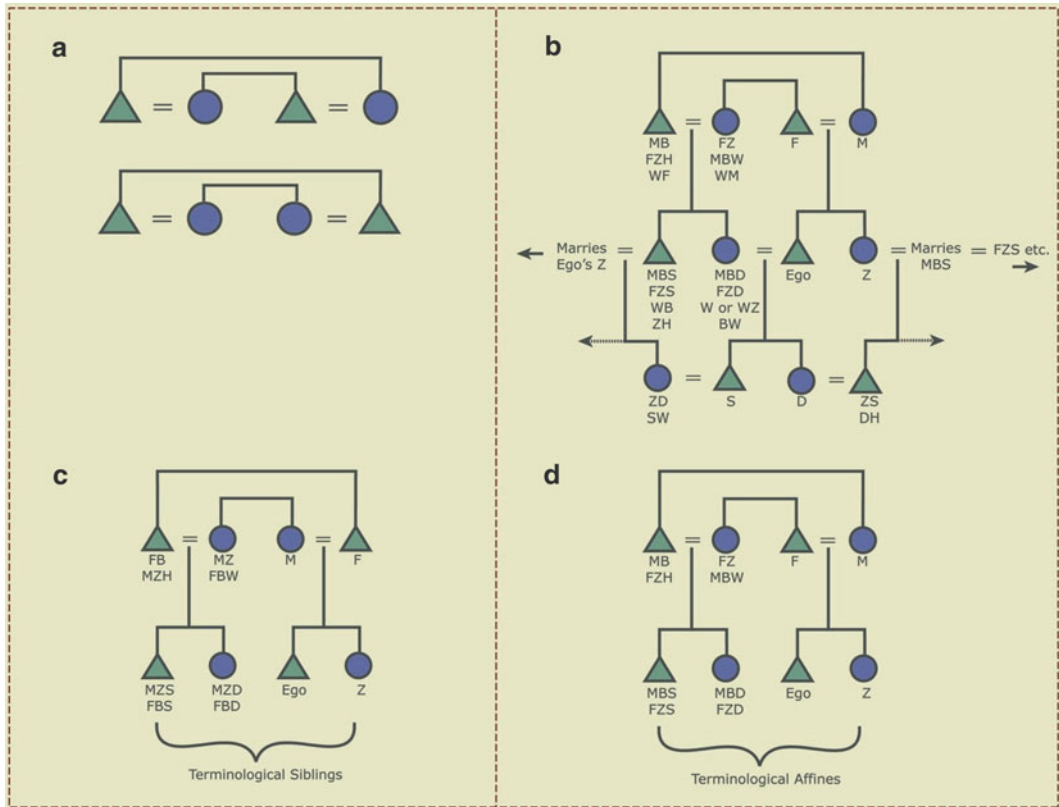 a
b
= =
= =
= = =
MB FZ F M
FZH MBW
WF WM
Marries = = = Marries = FZS etc.
Ego's Z MBS
MBS MBD Ego Z
FZS FZD
WB W or WZ
ZH BW
= =
ZD S D ZS
SW DH
c
= =
FB MZ M F
MZH FBW
MZS MZD Ego Z
FBS FBD
Terminological Siblings
d
= = =
MB FZ F M
FZH MBW
MBS MBD Ego Z
FZS FZD
Terminological Affines